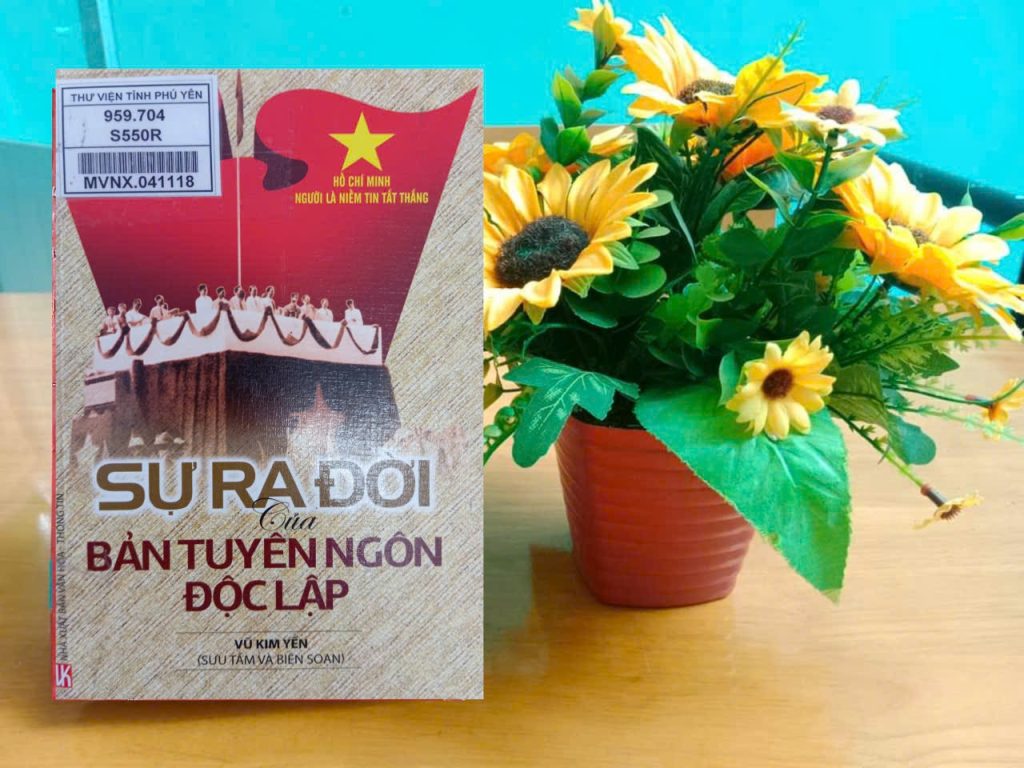 THƯ VIỆN TỈNH PHÚ YÊN
959.704
S550R
MVNX.041118
HỒ CHÍ MINH
NGƯỜI LÀ NIỀM TIN TẤT THẮNG
SỰ RA ĐỜI
Của
BẢN TUYÊN NGÔN
ĐỘC LẬP
VŨ KIM YẾN
(SƯU TẦM VÀ BIÊN SOẠN)
NHÀ XUẤT BẢN VĂN HÓA - THÔNG TIN